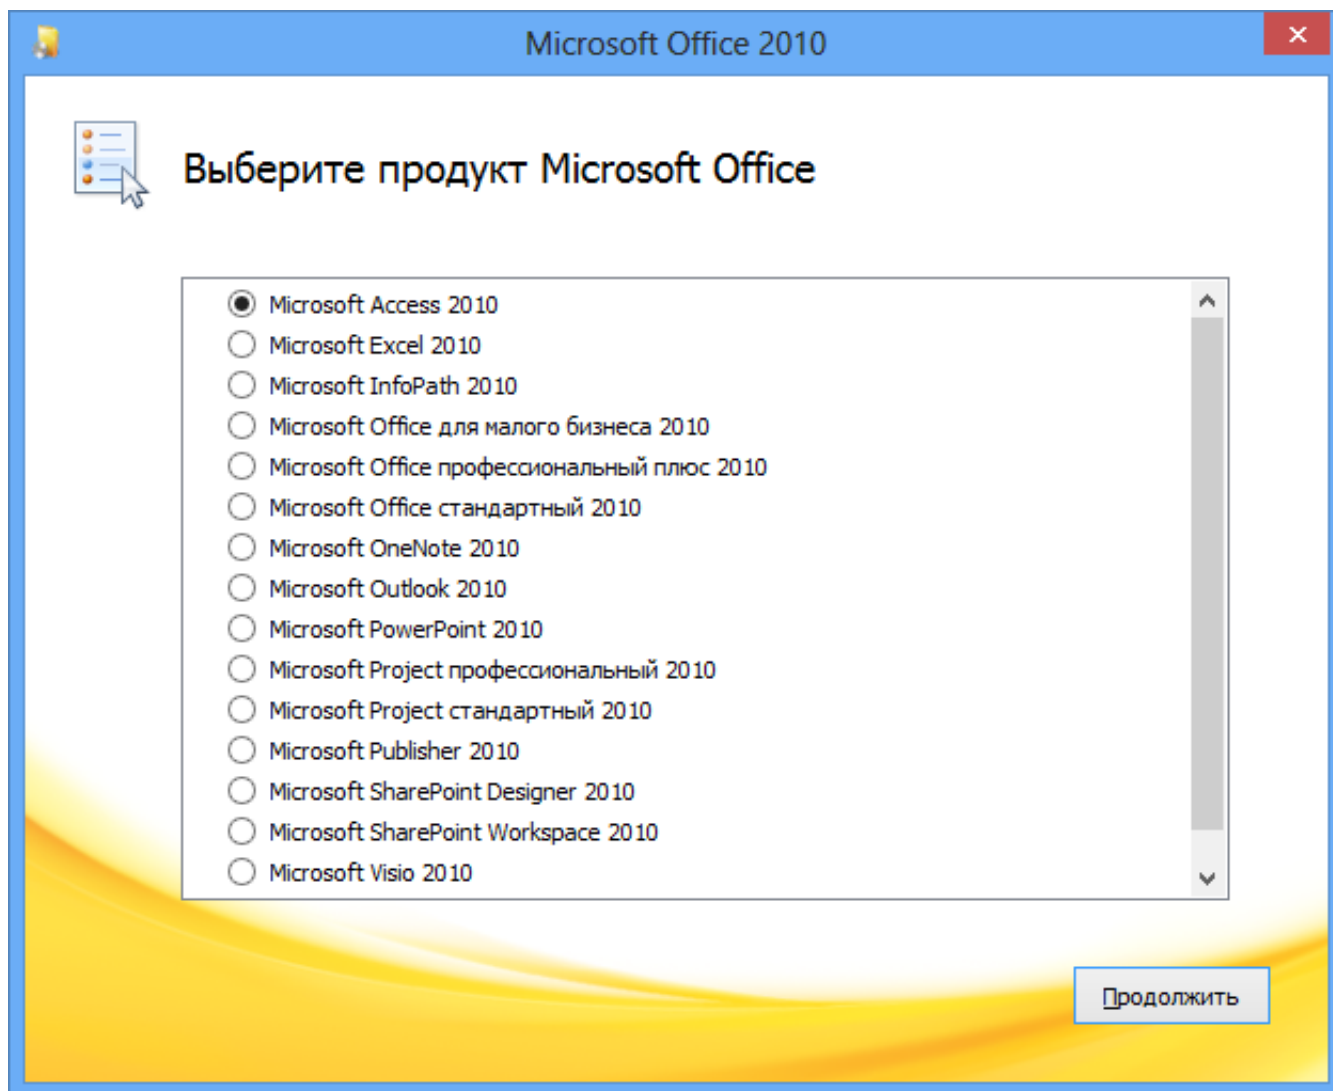 Microsoft Office 2010
Выберите продукт Microsoft Office
Microsoft Access 2010
Microsoft Excel 2010
Microsoft InfoPath 2010
Microsoft Office для малого бизнеса 2010
Microsoft Office профессиональный плюс 2010
Microsoft Office стандартный 2010
Microsoft OneNote 2010
Microsoft Outlook 2010
Microsoft PowerPoint 2010
Microsoft Project профессиональный 2010
Microsoft Project стандартный 2010
Microsoft Publisher 2010
Microsoft SharePoint Designer 2010
Microsoft SharePoint Workspace 2010
Microsoft Visio 2010
Продолжить